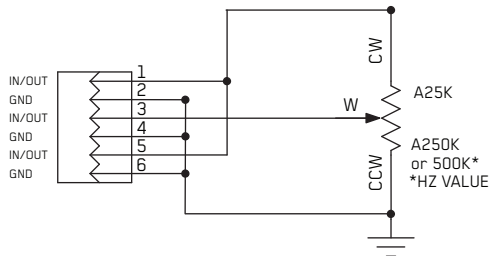 IN/OUT 1
GND 2
IN/OUT 3
GND 4
IN/OUT 5
GND 6
CW
W
CCW
A25K
A250K
or 500K*
*HZ VALUE